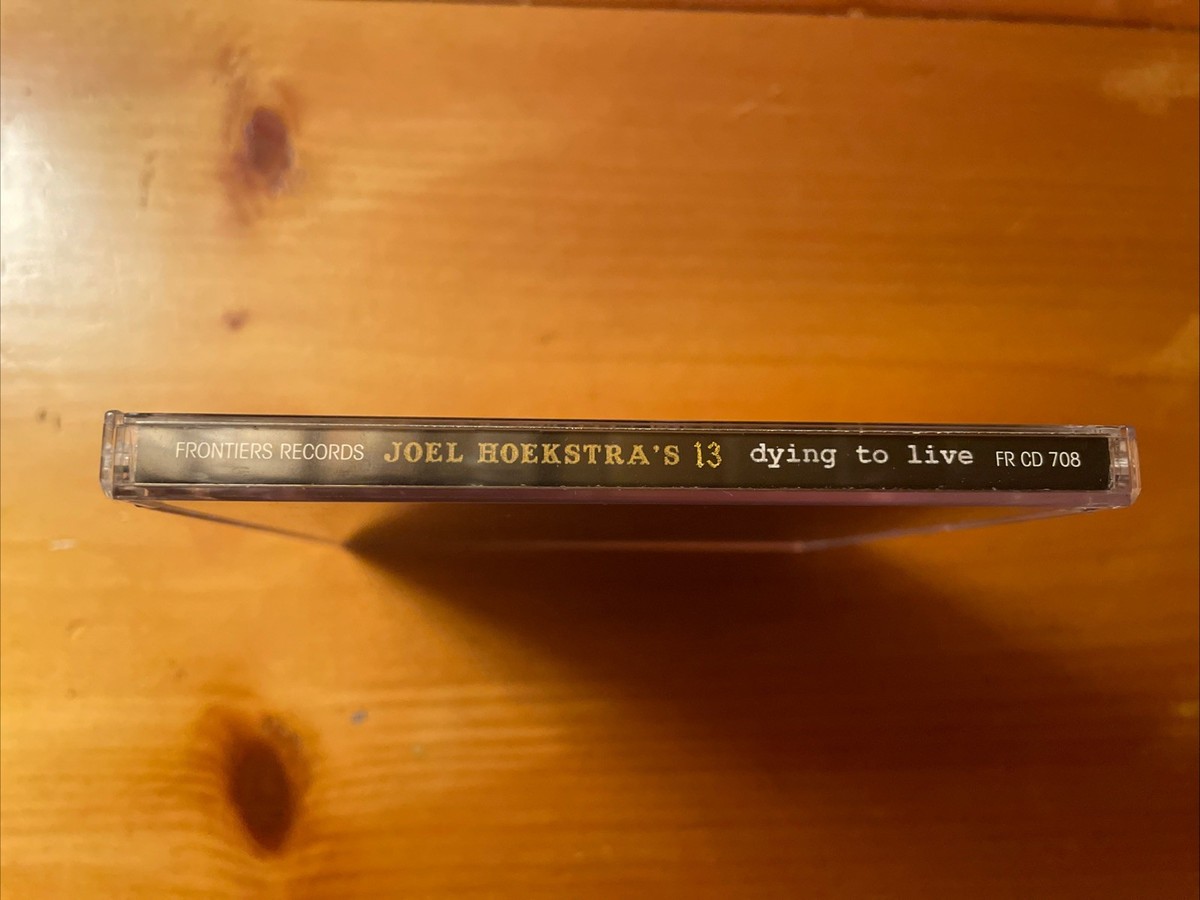 FRONTIERS RECORDS JOEL HOEKSTRA'S 13 dying to live FR CD 708